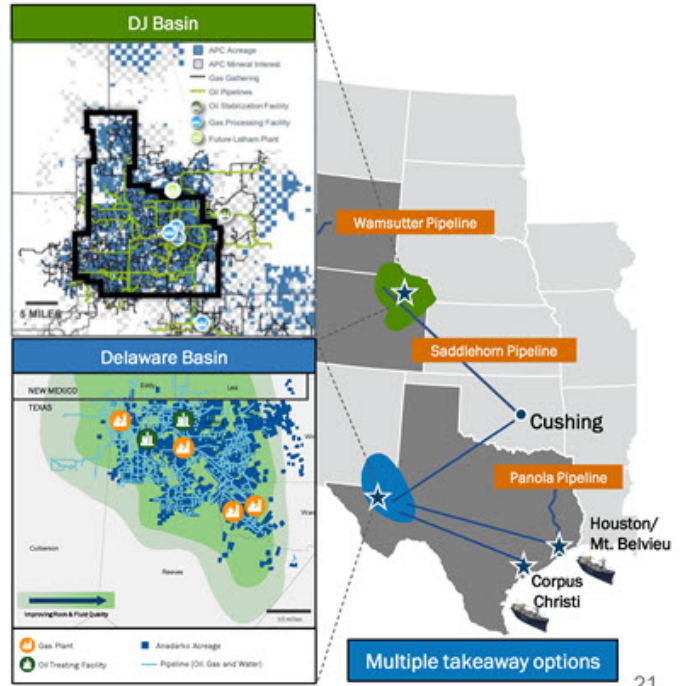 DJ Basin
APC Acreage
APC Mineral Interest
Gas Gathering
Oil Pipelines
Oil Stabilization Facility
Gas Processing Facility
Future Latham Plant
5 MILES
Delaware Basin
NEW MEXICO
Eddy
Lea
TEXAS
Culberson
Reeves
Improving Rock & Fluid Quality
Gas Plant
Anadarko Acreage
Oil Treating Facility
Pipeline (Oil, Gas and Water)
Wamsutter Pipeline
Saddlehorn Pipeline
Cushing
Panola Pipeline
Houston/
Mt. Belvieu
Corpus
Christi
Multiple takeaway options
21